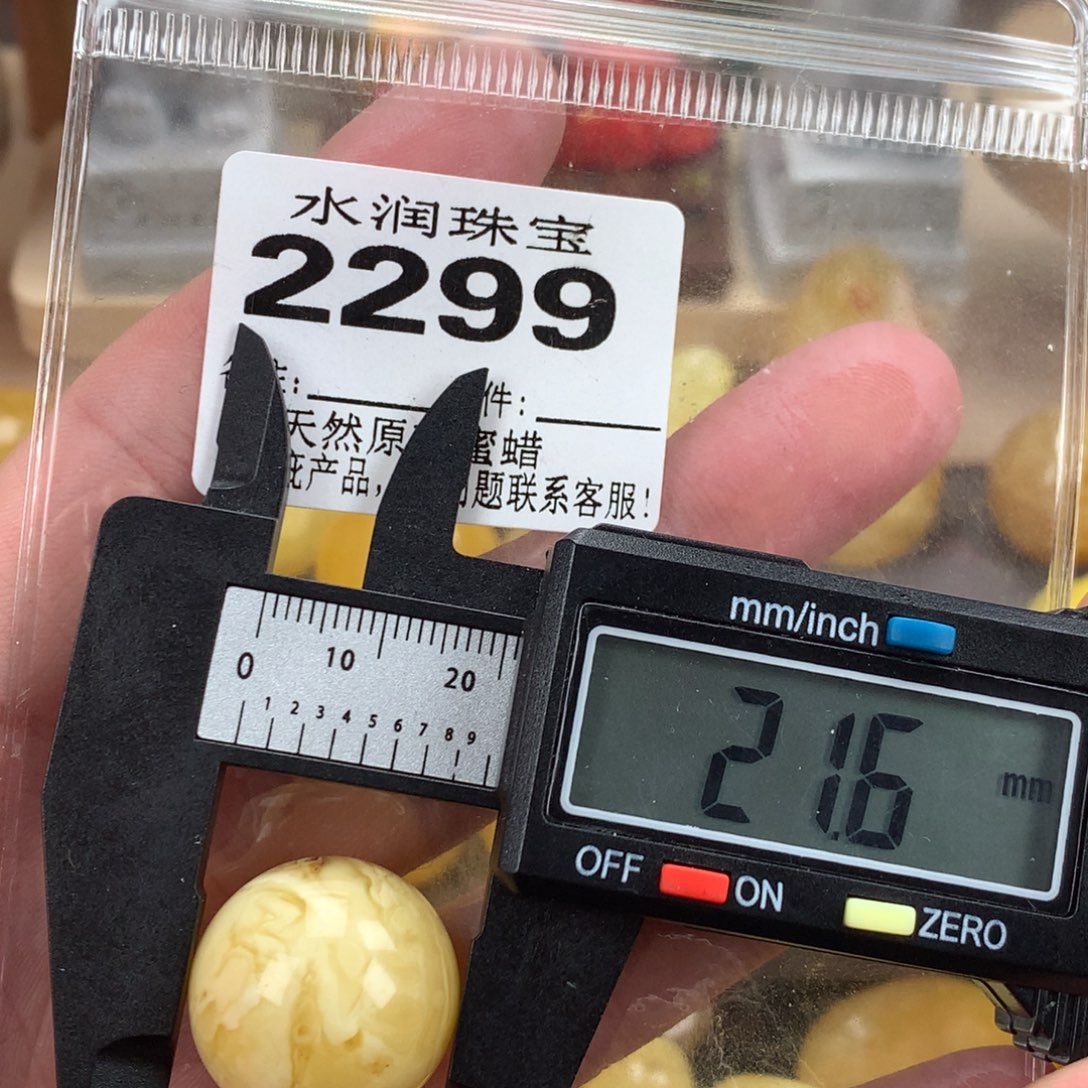 水润珠宝
2299
件:
天然原 蜜蜡
疵产品, 问题联系客服!
mm/inch
0 10 20
1 2 3 4 5 6 7 8 9
21.6 mm
OFF ON ZERO